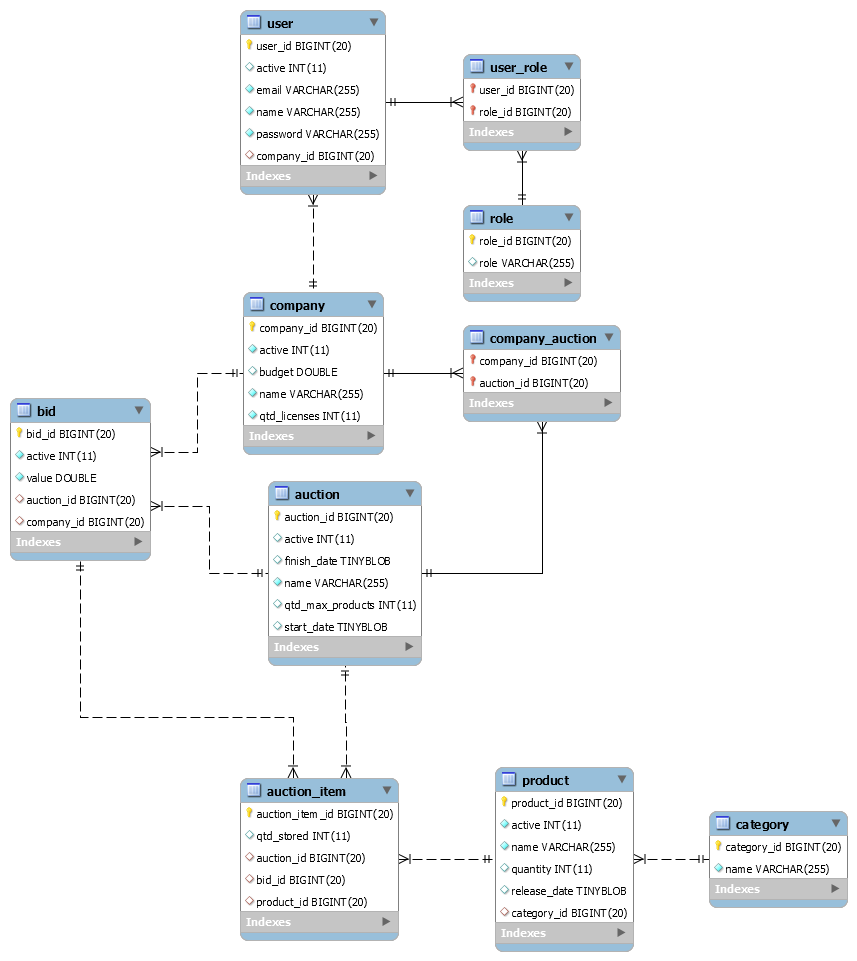 user
user_id BIGINT(20)
active INT(11)
email VARCHAR(255)
name VARCHAR(255)
password VARCHAR(255)
company_id BIGINT(20)
Indexes
user_role
user_id BIGINT(20)
role_id BIGINT(20)
Indexes
role
role_id BIGINT(20)
role VARCHAR(255)
Indexes
company
company_id BIGINT(20)
active INT(11)
budget DOUBLE
name VARCHAR(255)
qtd_licenses INT(11)
Indexes
company_auction
company_id BIGINT(20)
auction_id BIGINT(20)
Indexes
bid
bid_id BIGINT(20)
active INT(11)
value DOUBLE
auction_id BIGINT(20)
company_id BIGINT(20)
Indexes
auction
auction_id BIGINT(20)
active INT(11)
finish_date TINYBLOB
name VARCHAR(255)
qtd_max_products INT(11)
start_date TINYBLOB
Indexes
auction_item
auction_item_id BIGINT(20)
qtd_stored INT(11)
auction_id BIGINT(20)
bid_id BIGINT(20)
product_id BIGINT(20)
Indexes
product
product_id BIGINT(20)
active INT(11)
name VARCHAR(255)
quantity INT(11)
release_date TINYBLOB
category_id BIGINT(20)
Indexes
category
category_id BIGINT(20)
name VARCHAR(255)
Indexes